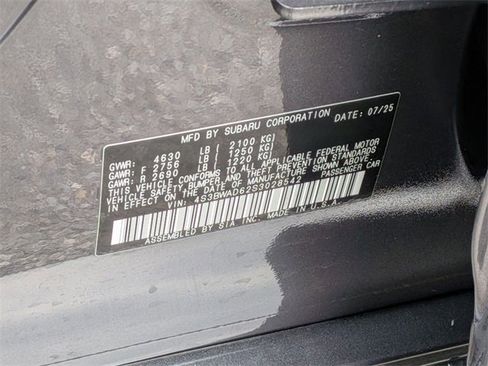 MFD BY SUBARU CORPORATION DATE: 07/25
GVWR: 4630 LB ( 2100 KG)
GAWR: F 2756 LB ( 1250 KG)
GAWR: R 2690 LB ( 1220 KG)
THIS VEHICLE CONFORMS TO ALL APPLICABLE FEDERAL MOTOR
VEHICLE SAFETY, BUMPER, AND THEFT PREVENTION STANDARDS
IN EFFECT ON THE DATE OF MANUFACTURE SHOWN ABOVE.
VIN: 4S3BWAD62S3028542 PASSENGER CAR
ASSEMBLED BY SIA INC. MADE IN U.S.A.